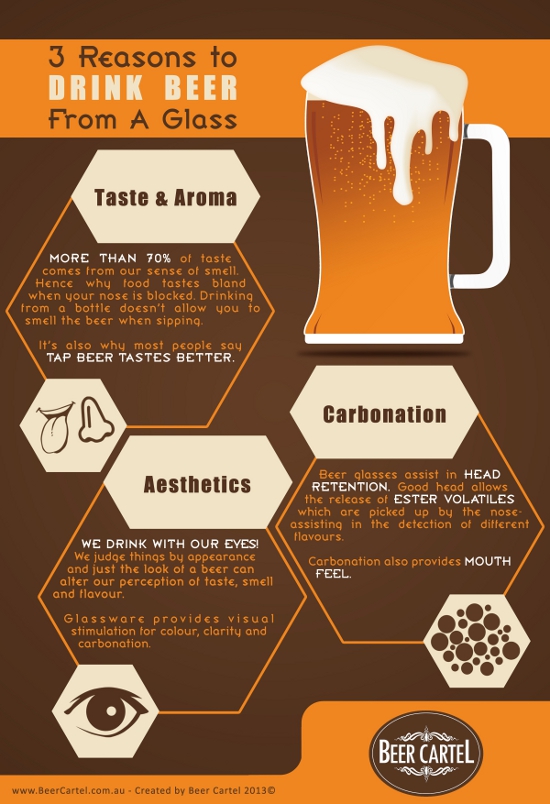 3 Reasons to
DRINK BEER
From A Glass
Taste & Aroma
MORE THAN 70% of taste
comes from our sense of smell.
Hence why food tastes bland
when your nose is blocked. Drinking
from a bottle doesn't allow you to
smell the beer when sipping.
It's also why most people say
TAP BEER TASTES BETTER.
Carbonation
Beer glasses assist in HEAD
RETENTION. Good head allows
the release of ESTER VOLATILES
which are picked up by the nose-
assisting in the detection of different
flavours.
Carbonation also provides MOUTH
FEEL.
Aesthetics
WE DRINK WITH OUR EYES!
We judge things by appearance
and just the look of a beer can
alter our perception of taste, smell
and flavour.
Glassware provides visual
stimulation for colour, clarity and
carbonation.
BEER CARTEL
www.BeerCartel.com.au - Created by Beer Cartel 2013©